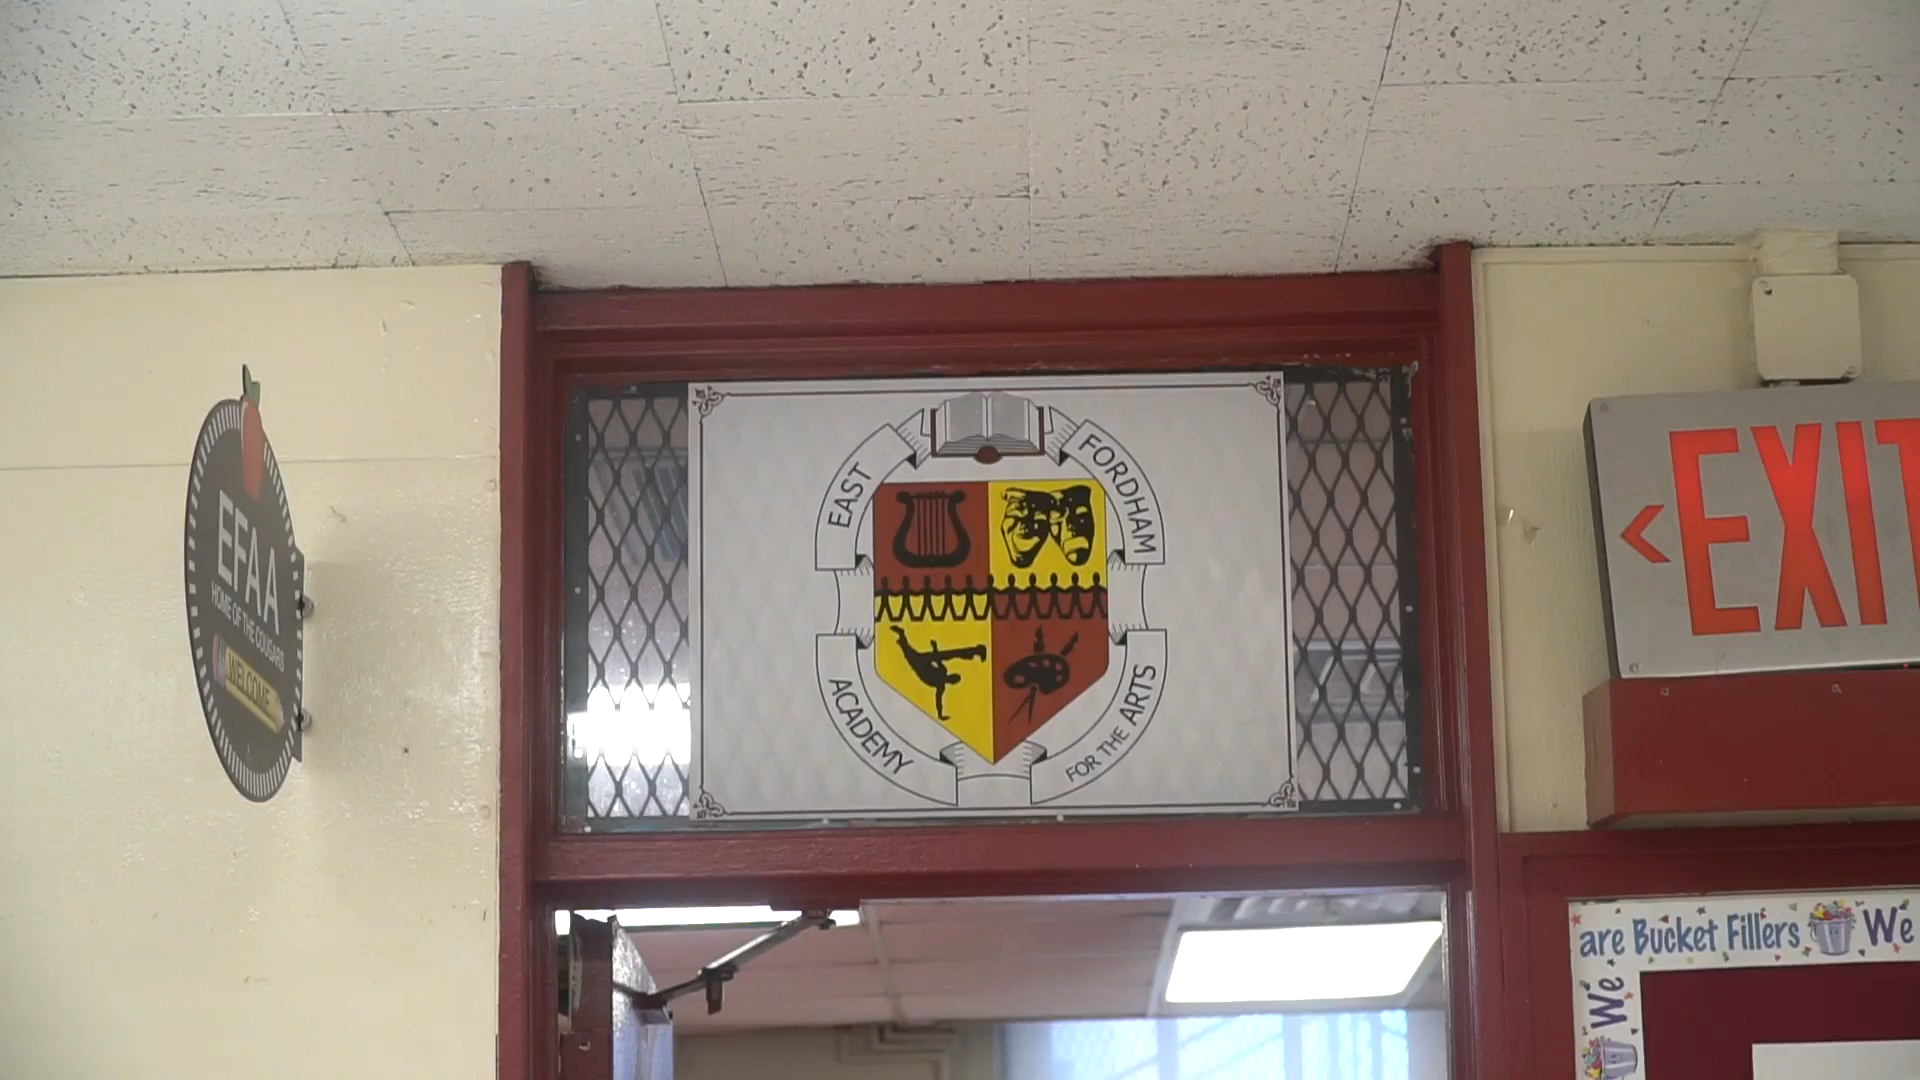 EFAA
HOME OF THE COUGARS
WELCOME
EAST
FORDHAM
ACADEMY
FOR THE ARTS
EXIT
are Bucket Fillers We
We